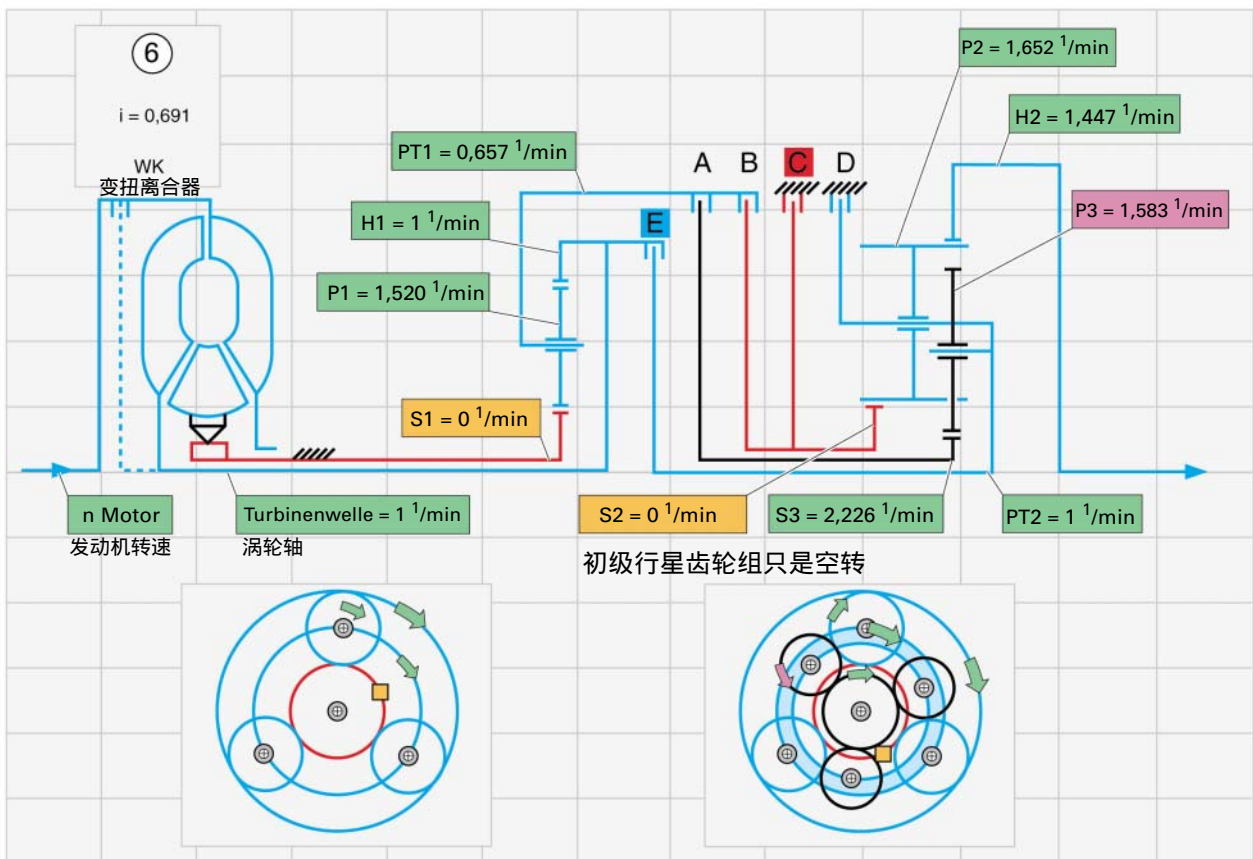 6
i = 0,691
WK
变扭离合器
P2 = 1,652 1/min
H2 = 1,447 1/min
PT1 = 0,657 1/min
A B C D
P3 = 1,583 1/min
H1 = 1 1/min
E
P1 = 1,520 1/min
S1 = 0 1/min
n Motor
Turbinenwelle = 1 1/min
S2 = 0 1/min
S3 = 2,226 1/min
PT2 = 1 1/min
发动机转速
涡轮轴
初级行星齿轮组只是空转